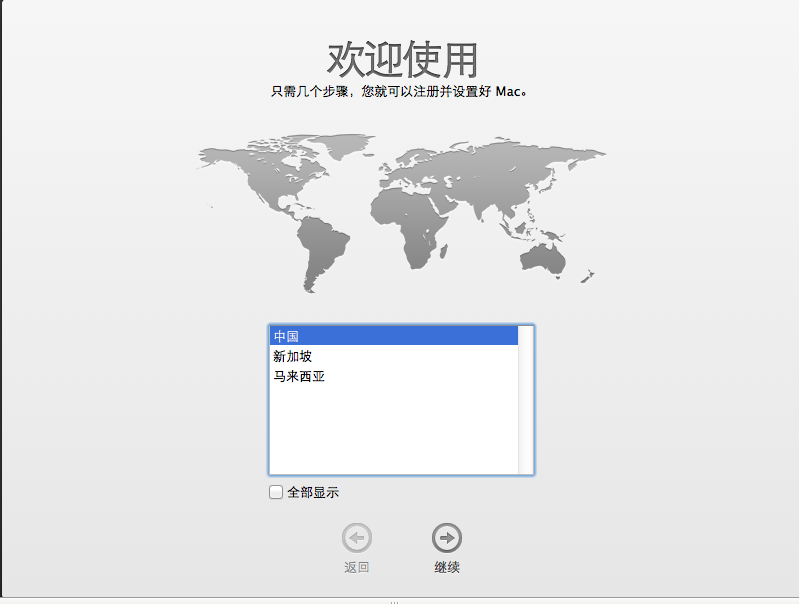 欢迎使用
只需几个步骤，您就可以注册并设置好 Mac。
中国
新加坡
马来西亚
全部显示
返回
继续